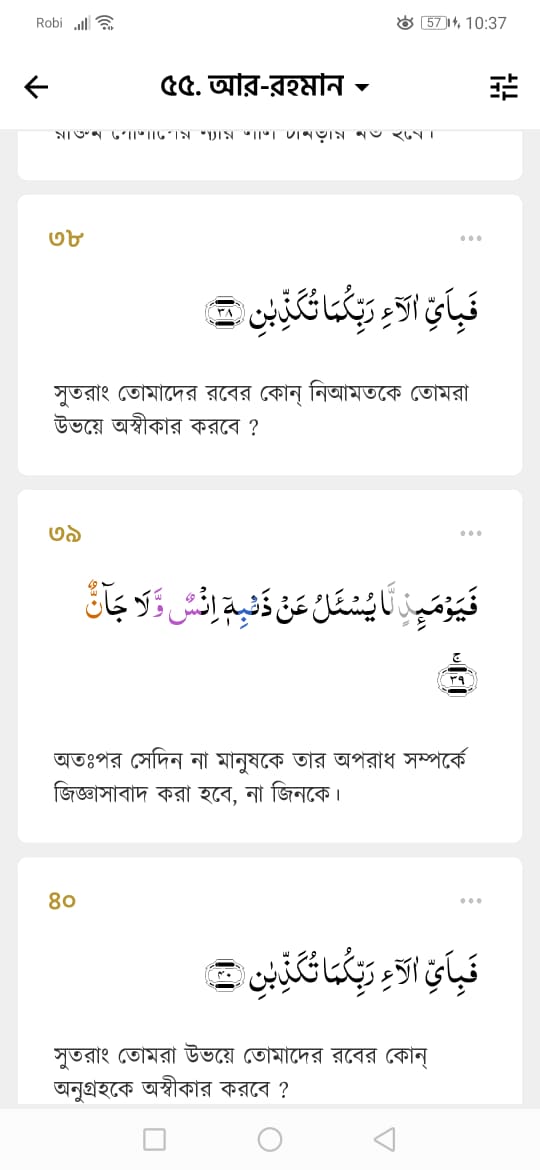 Robi 57 10:37
৫৫. আর-রহমান
৩৮
فَبِاَيِّ اٰلَآءِ رَبِّكُمَا تُكَذِّبٰنِ ٣٨
সুতরাং তোমাদের রবের কোন্ নিআমতকে তোমরা
উভয়ে অস্বীকার করবে ?
৩৯
فَيَوْمَىِٕذٍ لَّا يُسْـَٔلُ عَنْ ذَنْۢبِهٖٓ اِنْسٌ وَّلَا جَآنٌّ
ۚ ٣٩
অতঃপর সেদিন না মানুষকে তার অপরাধ সম্পর্কে
জিজ্ঞাসাবাদ করা হবে, না জিনকে।
৪০
فَبِاَيِّ اٰلَآءِ رَبِّكُمَا تُكَذِّبٰنِ ٤٠
সুতরাং তোমরা উভয়ে তোমাদের রবের কোন্
অনুগ্রহকে অস্বীকার করবে ?